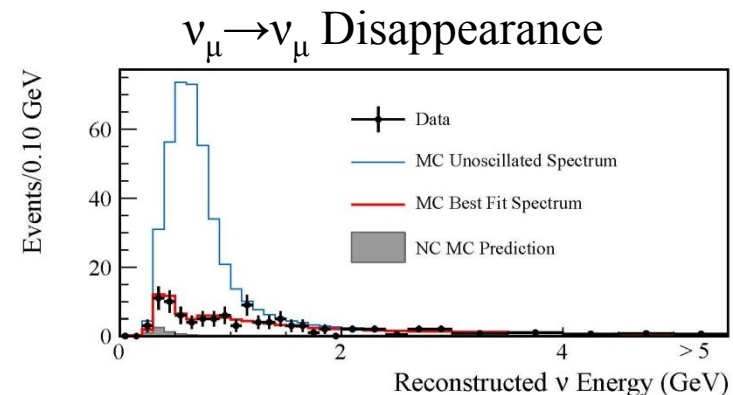 νμ→νμ Disappearance
Events/0.10 GeV
60
40
20
0
Data
MC Unoscillated Spectrum
MC Best Fit Spectrum
NC MC Prediction
0 2 4 > 5
Reconstructed ν Energy (GeV)